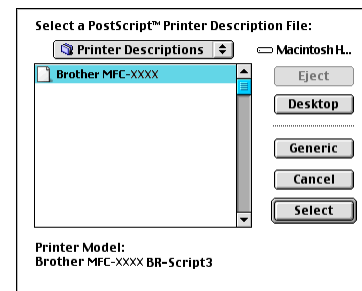 Select a PostScript™ Printer Description File:
Printer Descriptions
Macintosh H...
Brother MFC-XXXX
Eject
Desktop
Generic
Cancel
Select
Printer Model:
Brother MFC-XXXX BR-Script3